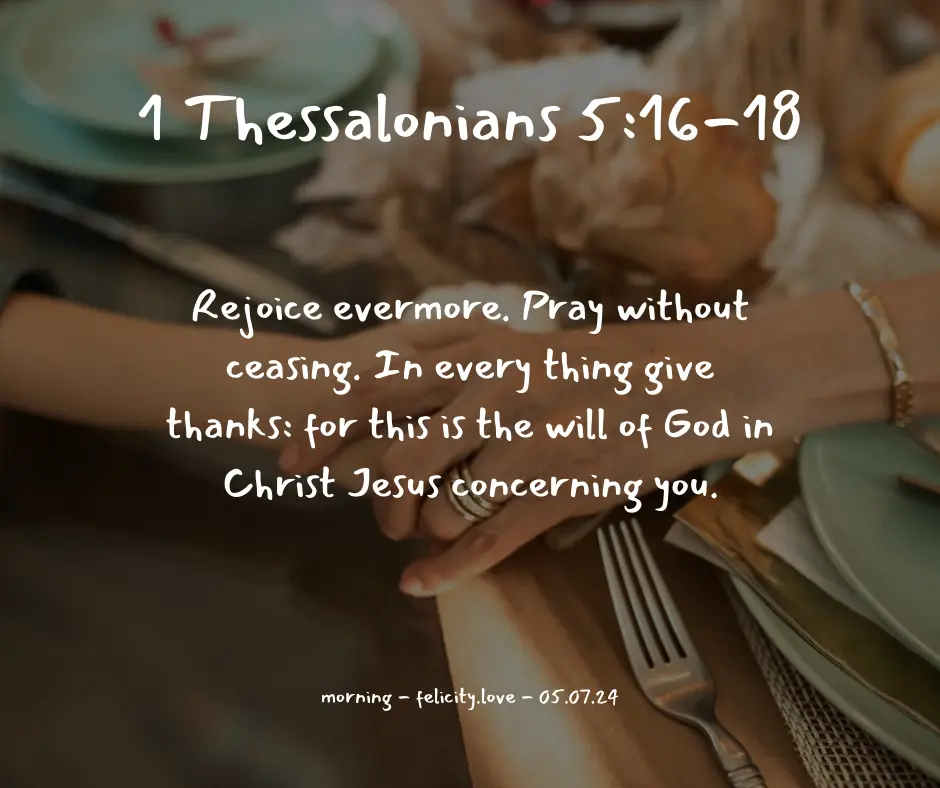 1 Thessalonians 5:16-18
Rejoice evermore. Pray without
ceasing. In every thing give
thanks: for this is the will of God in
Christ Jesus concerning you.
morning - felicity.love - 05.07.24